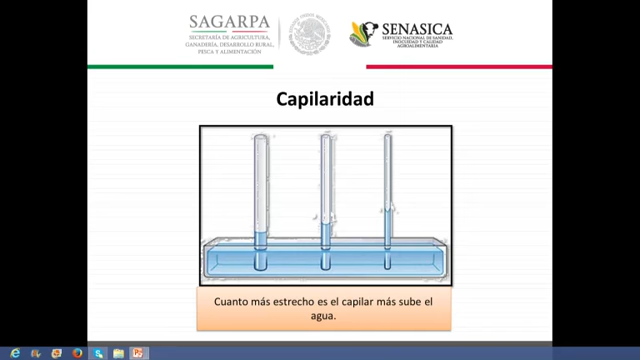 SAGARPA
SECRETARÍA DE AGRICULTURA,
GANADERÍA, DESARROLLO RURAL,
PESCA Y ALIMENTACIÓN
SENASICA
SERVICIO NACIONAL DE SANIDAD,
INOCUIDAD Y CALIDAD
AGROALIMENTARIA
Capilaridad
Cuanto más estrecho es el capilar más sube el
agua.